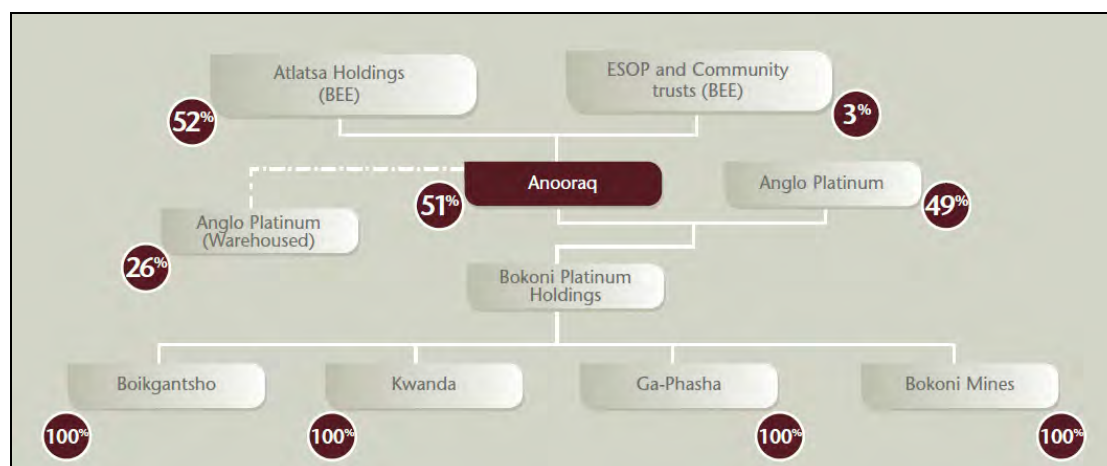 Atlatsa Holdings
(BEE)
52%
ESOP and Community
trusts (BEE)
3%
Anooraq
51%
Anglo Platinum
49%
Anglo Platinum
(Warehoused)
26%
Bokoni Platinum
Holdings
Boikgantsho
100%
Kwanda
100%
Ga-Phasha
100%
Bokoni Mines
100%